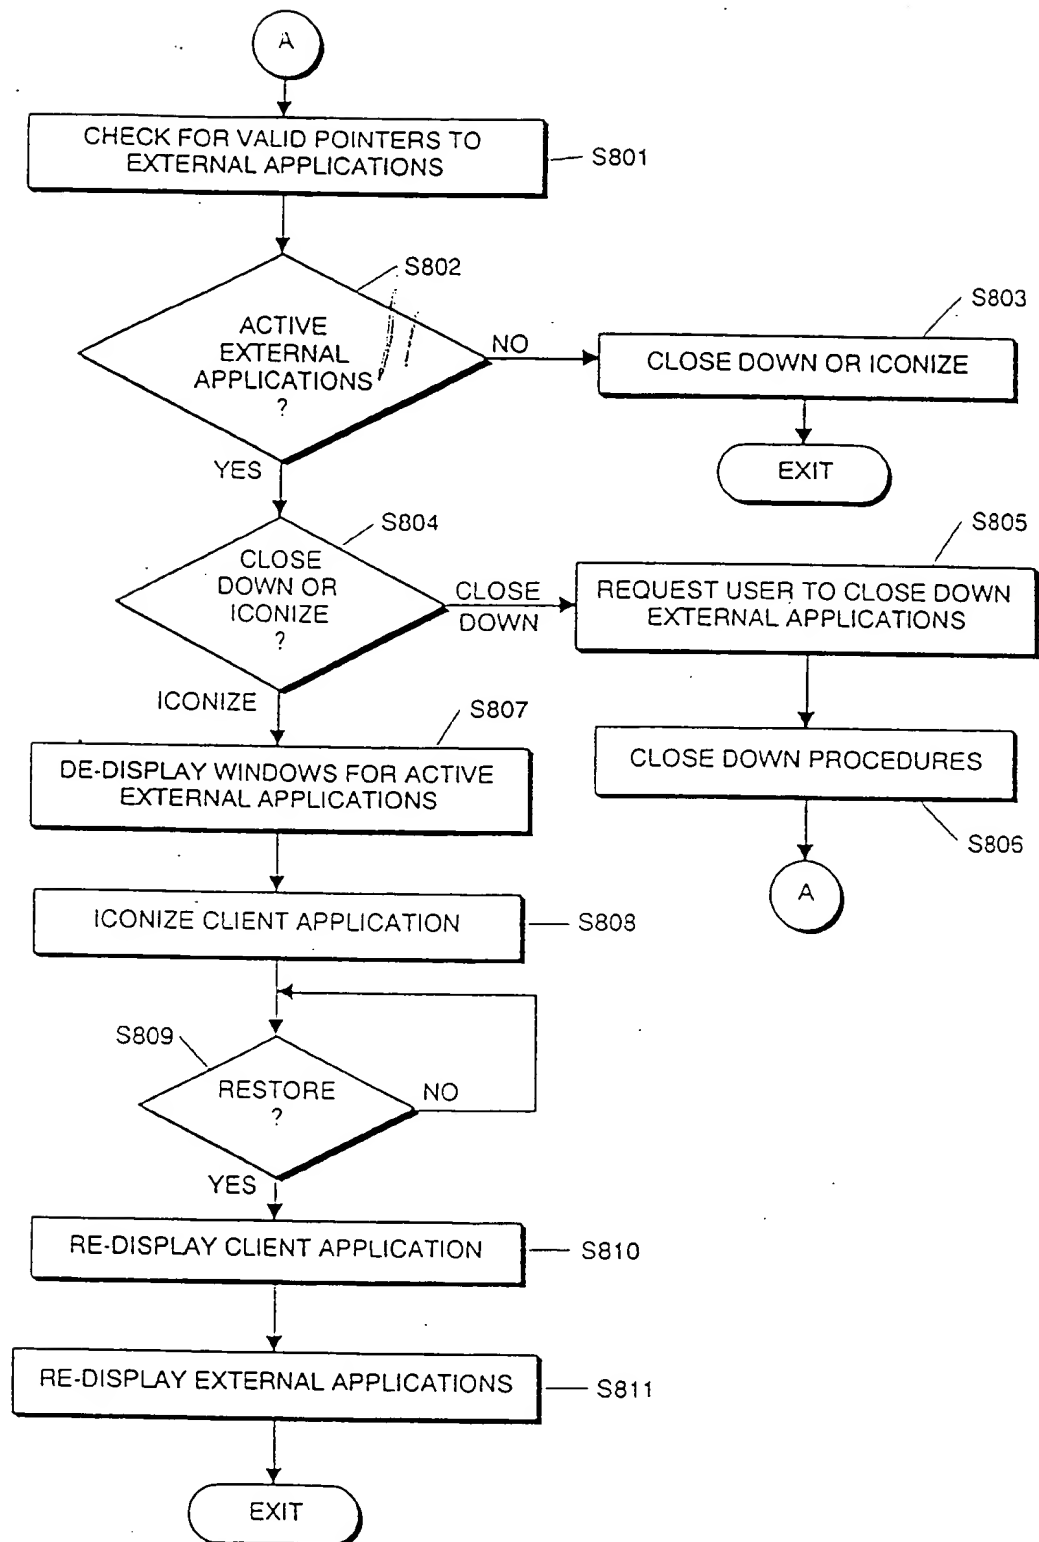 A
CHECK FOR VALID POINTERS TO
EXTERNAL APPLICATIONS
S801
S802
ACTIVE
EXTERNAL
APPLICATIONS
?
NO
S803
CLOSE DOWN OR ICONIZE
EXIT
YES
S804
CLOSE
DOWN OR
ICONIZE
?
CLOSE
DOWN
S805
REQUEST USER TO CLOSE DOWN
EXTERNAL APPLICATIONS
ICONIZE
S807
DE-DISPLAY WINDOWS FOR ACTIVE
EXTERNAL APPLICATIONS
CLOSE DOWN PROCEDURES
S806
A
ICONIZE CLIENT APPLICATION
S808
S809
RESTORE
?
NO
YES
RE-DISPLAY CLIENT APPLICATION
S810
RE-DISPLAY EXTERNAL APPLICATIONS
S811
EXIT